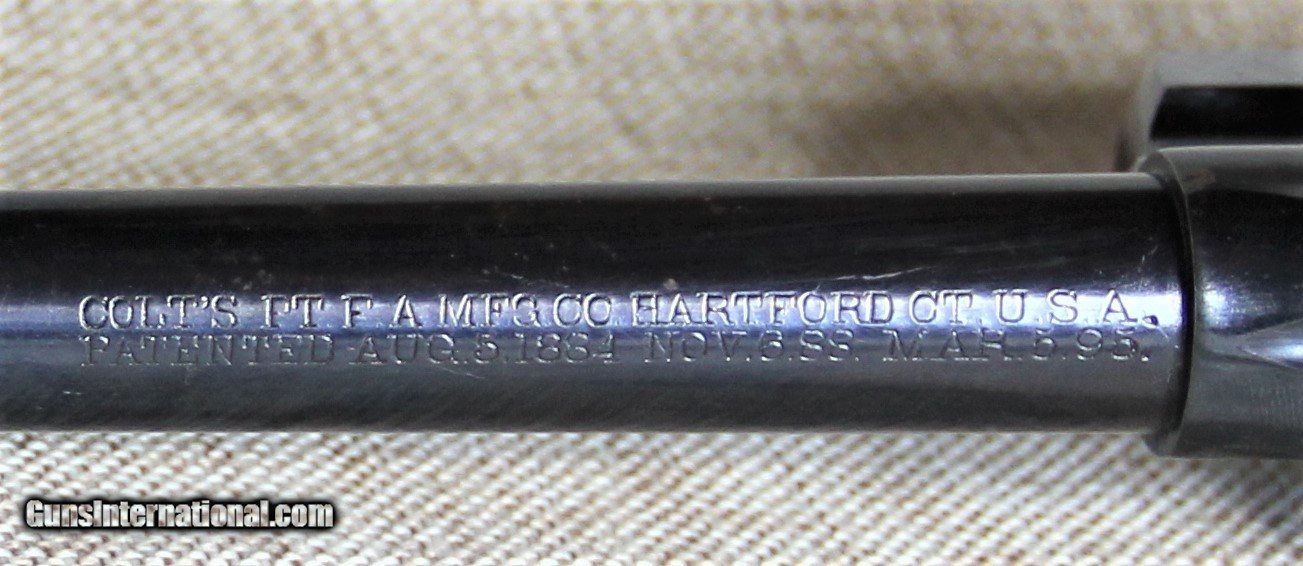 COLT'S PT. F. A. MFG. CO. HARTFORD CT. U.S.A.
PATENTED AUG. 5. 1884 NOV. 6. 88. MAR. 5. 95.
GunsInternational.com